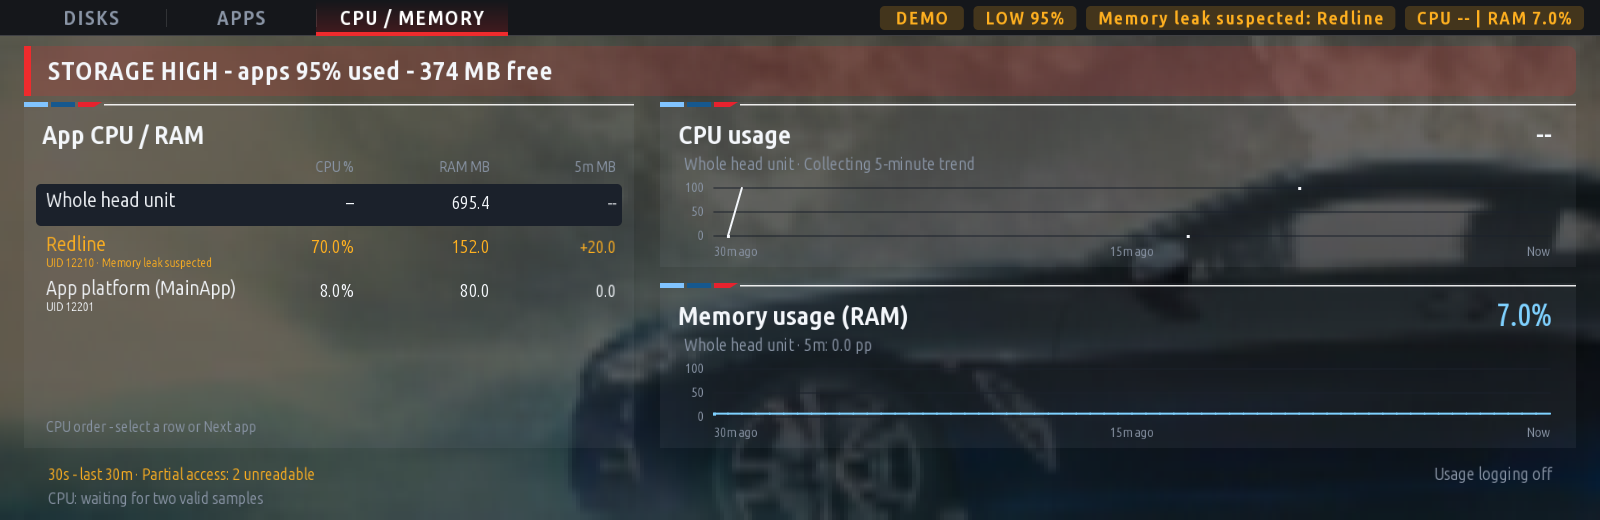 DISKS
APPS
CPU / MEMORY
DEMO
LOW 95%
Memory leak suspected: Redline
CPU -- | RAM 7.0%
STORAGE HIGH - apps 95% used - 374 MB free
App CPU / RAM
CPU %
RAM MB
5m MB
Whole head unit
–
695.4
--
Redline
70.0%
152.0
+20.0
UID 12210 · Memory leak suspected
App platform (MainApp)
8.0%
80.0
0.0
UID 12201
CPU order - select a row or Next app
CPU usage
--
Whole head unit · Collecting 5-minute trend
100
50
0
30m ago
15m ago
Now
Memory usage (RAM)
7.0%
Whole head unit · 5m: 0.0 pp
100
50
0
30m ago
15m ago
Now
30s - last 30m · Partial access: 2 unreadable
CPU: waiting for two valid samples
Usage logging off